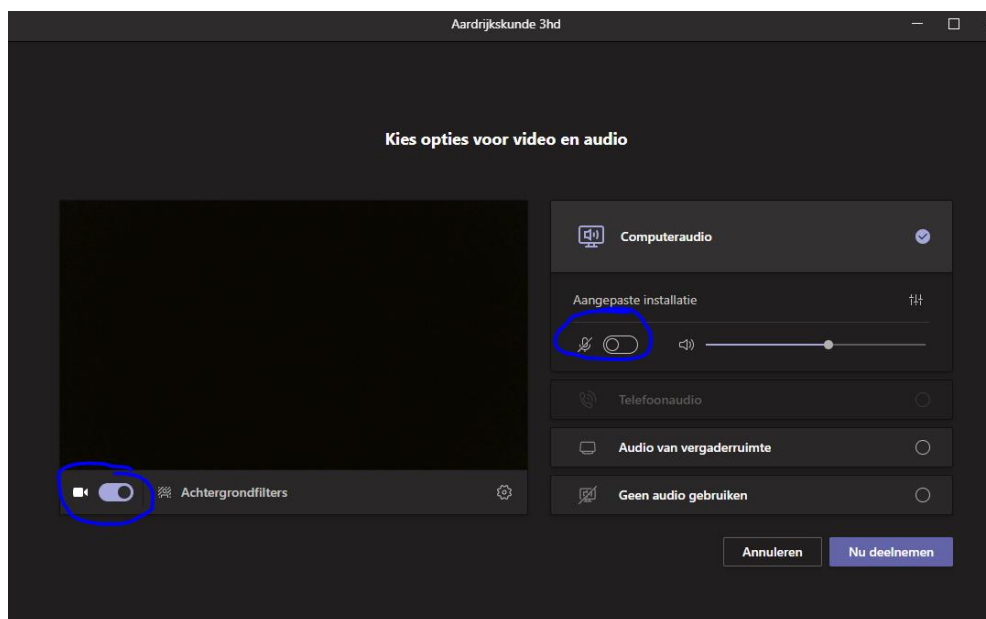 Aardrijkskunde 3hd
Kies opties voor video en audio
Computeraudio
Aangepaste installatie
Telefoonaudio
Audio van vergaderruimte
Achtergrondfilters
Geen audio gebruiken
Annuleren
Nu deelnemen